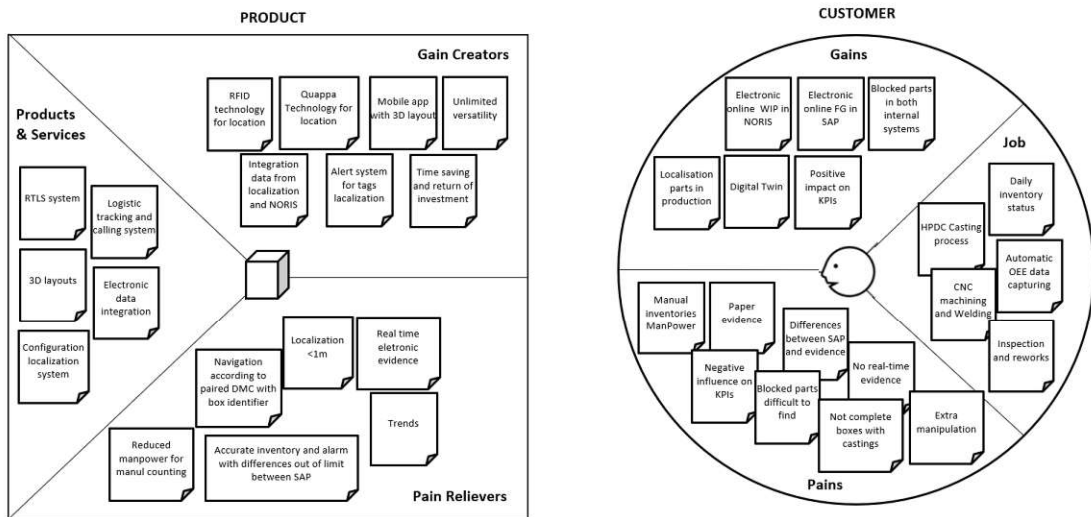 PRODUCT
Gain Creators
Products
& Services
RFID
technology
for location
Quappa
Technology for
location
Mobile app
with 3D layout
Unlimited
versatility
Integration
data from
localization
and NORIS
Alert system
for tags
lacalization
Time saving
and return of
investment
RTLS system
Logistic
tracking and
calling system
3D layouts
Electronic
data
integration
Configuration
localization
system
Navigation
according to
paired DMC with
box identifier
Localization
<1m
Real time
eletronic
evidence
Trends
Reduced
manpower for
manul counting
Accurate inventory and alarm
with differences out of limit
between SAP
Pain Relievers
CUSTOMER
Gains
Electronic
online WIP in
NORIS
Electronic
online FG in
SAP
Blocked parts
in both
internal
systems
Localisation
parts in
production
Digital Twin
Positive
impact on
KPIs
Job
Daily
inventory
status
HPDC Casting
process
Automatic
OEE data
capturing
CNC
machining
and Welding
Inspection
and reworks
Manual
inventories
ManPower
Paper
evidence
Differences
between SAP
and evidence
No real-time
evidence
Negative
influence on
KPIs
Blocked parts
difficult to
find
Not complete
boxes with
castings
Extra
manipulation
Pains